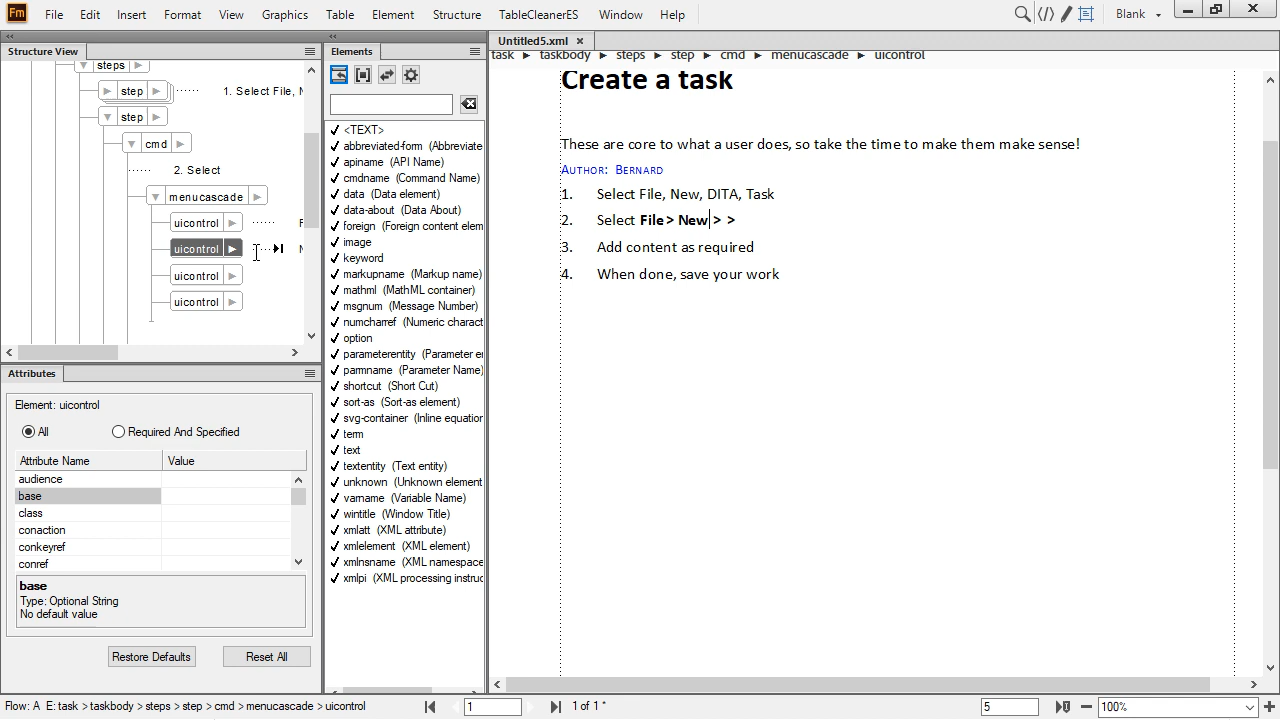 Fm File Edit Insert Format View Graphics Table Element Structure TableCleanerES Window Help Blank
Structure View
steps
step 1. Select File, N
step
cmd
2. Select
menucascade
uicontrol F
uicontrol N
uicontrol
uicontrol
Attributes
Element: uicontrol
All Required And Specified
Attribute Name Value
audience
base
class
conaction
conkeyref
conref
base
Type: Optional String
No default value
Restore Defaults Reset All
Elements
<TEXT>
abbreviated-form (Abbreviate
apiname (API Name)
cmdname (Command Name)
data (Data element)
data-about (Data About)
foreign (Foreign content elem
image
keyword
markupname (Markup name)
mathml (MathML container)
msgnum (Message Number)
numcharref (Numeric charact
option
parameterentity (Parameter en
parmname (Parameter Name)
shortcut (Short Cut)
sort-as (Sort-as element)
svg-container (Inline equation
term
text
textentity (Text entity)
unknown (Unknown element
varname (Variable Name)
wintitle (Window Title)
xmlatt (XML attribute)
xmlelement (XML element)
xmlnsname (XML namespace
xmlpi (XML processing instruc
Untitled5.xml
task taskbody steps step cmd menucascade uicontrol
Create a task
These are core to what a user does, so take the time to make them make sense!
Author: Bernard
1. Select File, New, DITA, Task
2. Select File > New > >
3. Add content as required
4. When done, save your work
Flow: A E: task > taskbody > steps > step > cmd > menucascade > uicontrol 1 1 of 1 * 5 100%